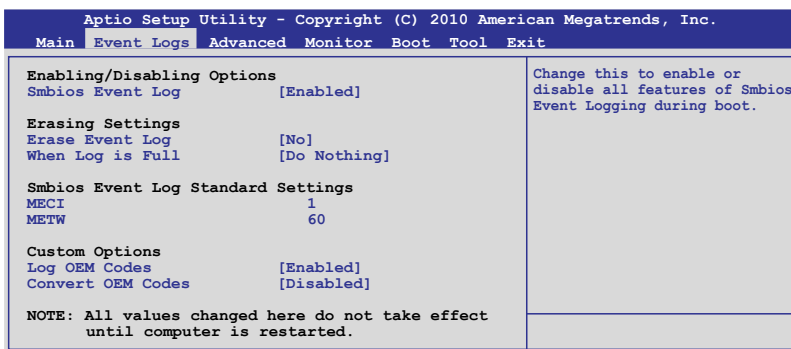 Aptio Setup Utility - Copyright (C) 2010 American Megatrends, Inc.
Main Event Logs Advanced Monitor Boot Tool Exit
Enabling/Disabling Options
Smbios Event Log [Enabled]
Erasing Settings
Erase Event Log [No]
When Log is Full [Do Nothing]
Smbios Event Log Standard Settings
MECI 1
METW 60
Custom Options
Log OEM Codes [Enabled]
Convert OEM Codes [Disabled]
NOTE: All values changed here do not take effect
until computer is restarted.
Change this to enable or
disable all features of Smbios
Event Logging during boot.